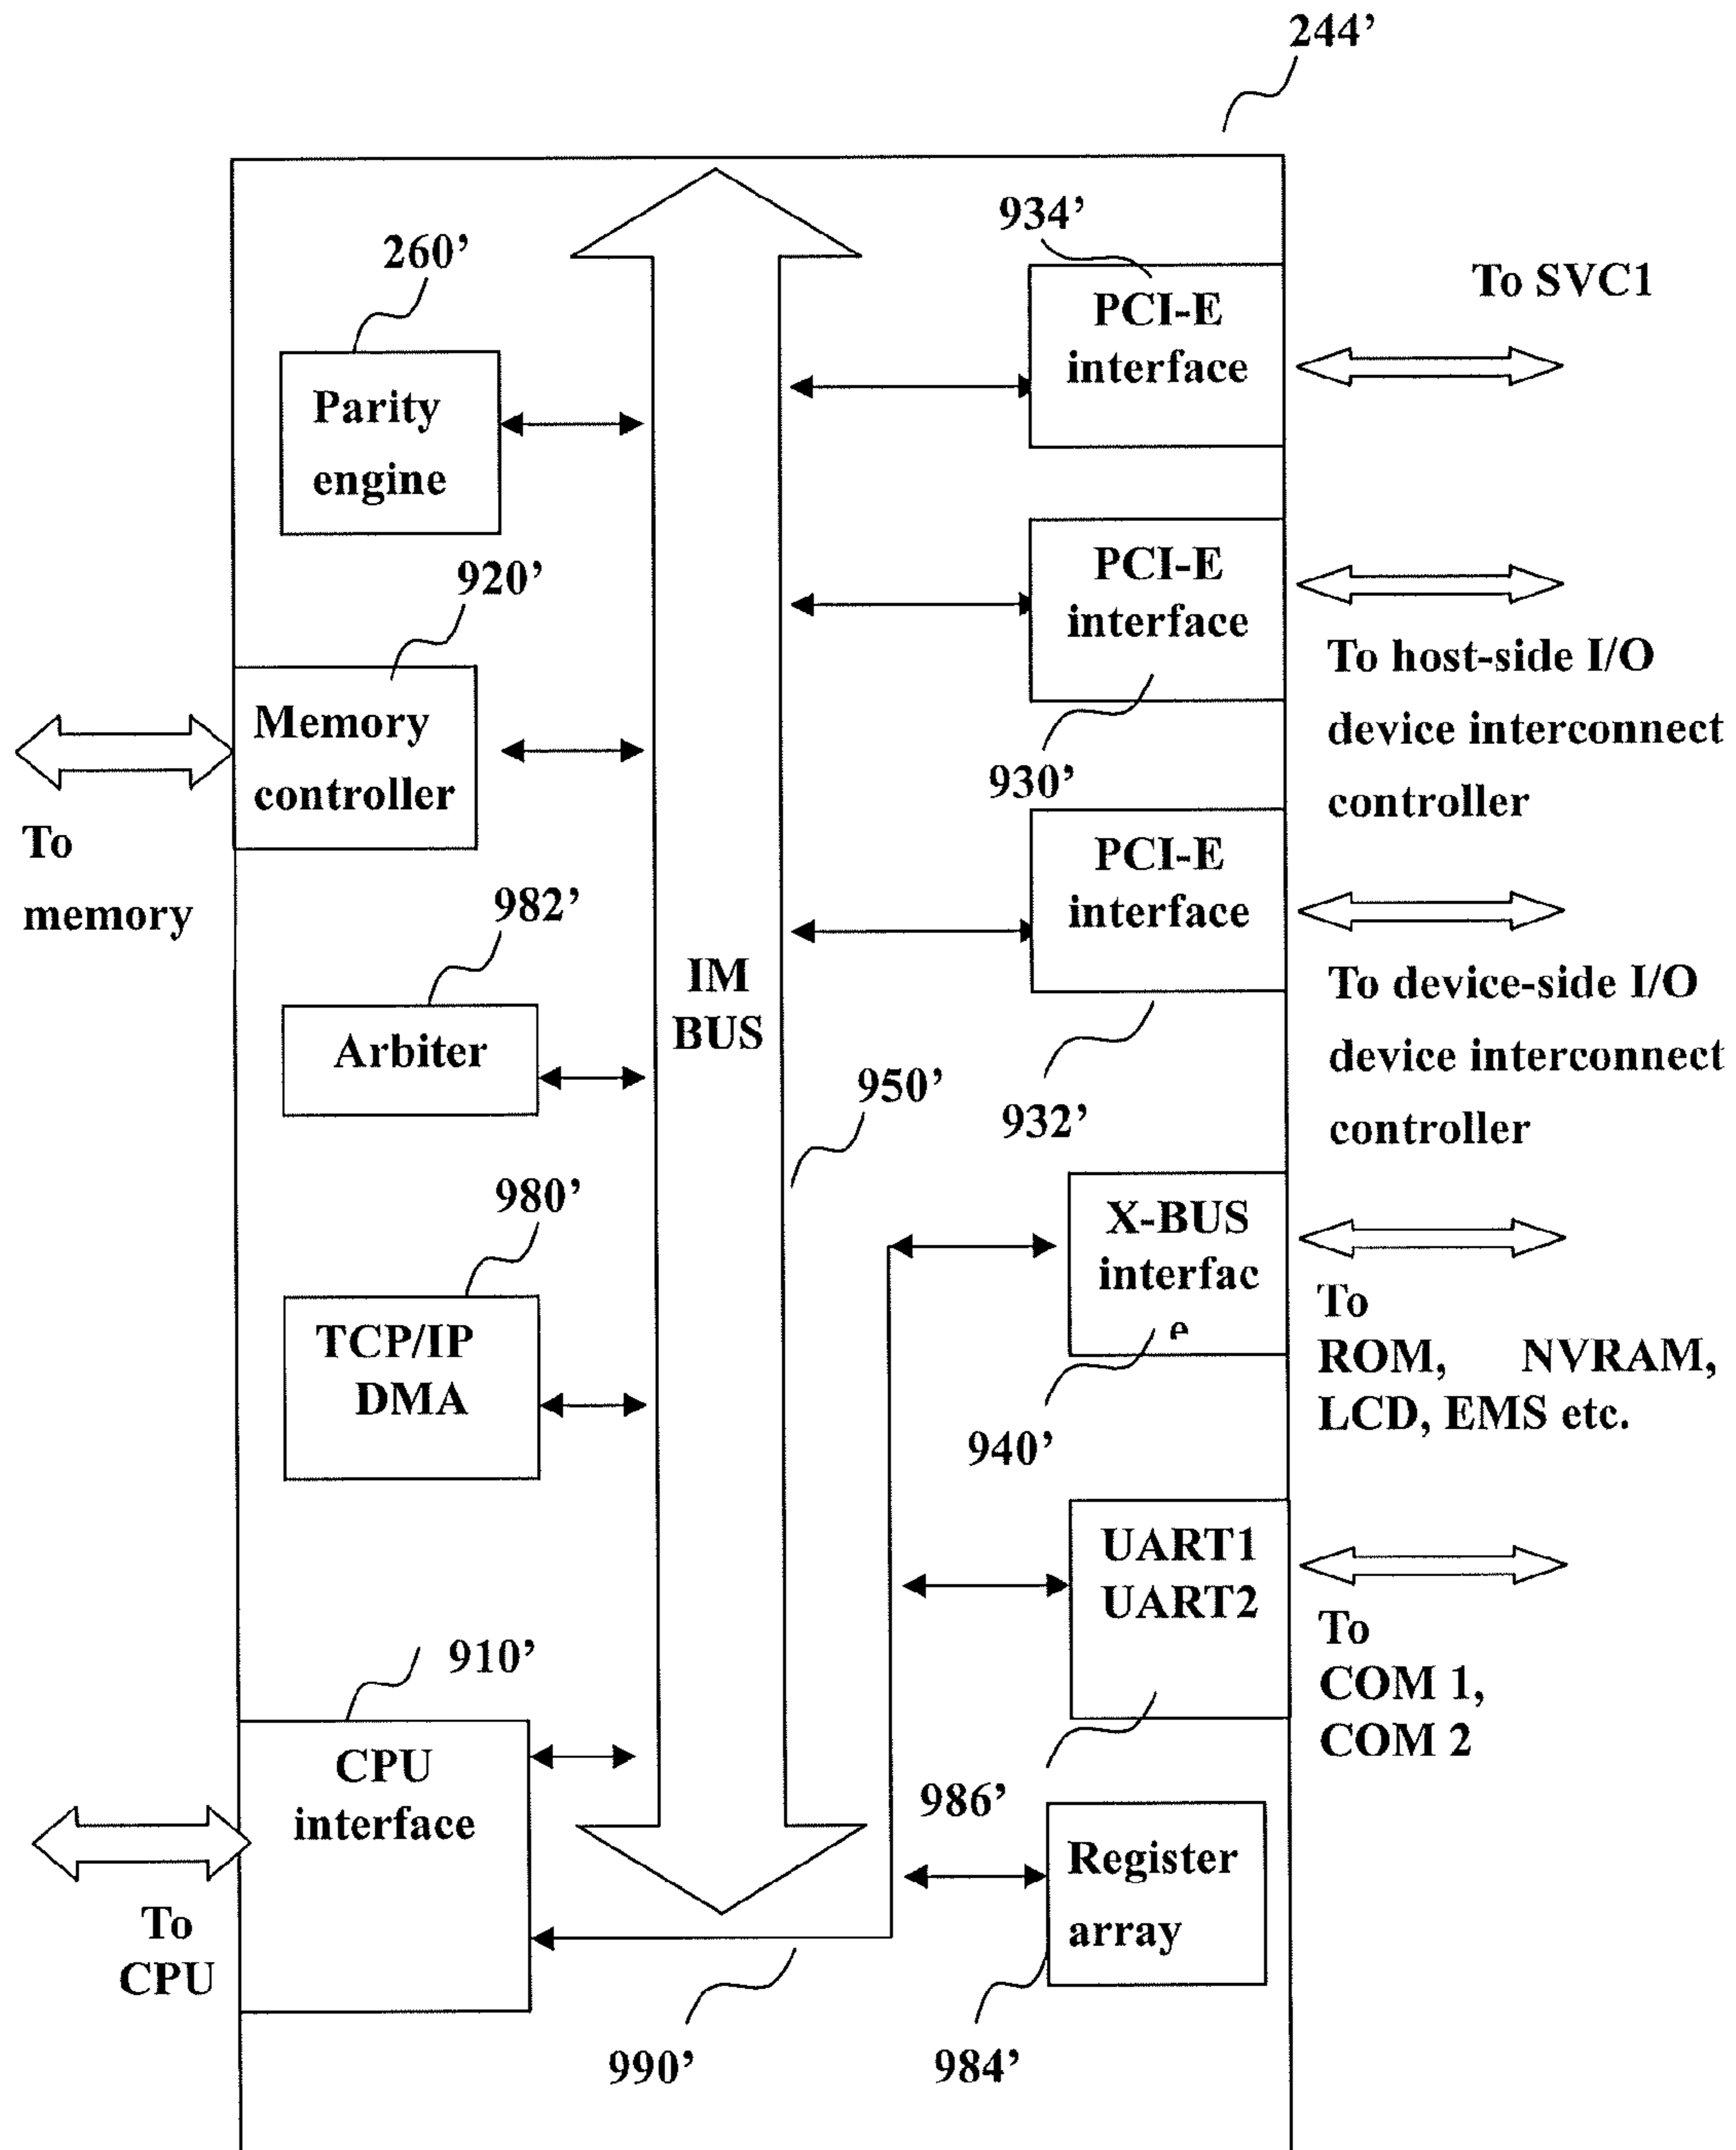 244’
934’
To SVC1
260’
PCI-E
interface
Parity
engine
920’
PCI-E
interface
To host-side I/O
device interconnect
controller
Memory
controller
930’
To
memory
PCI-E
interface
982’
To device-side I/O
device interconnect
controller
IM
BUS
Arbiter
950’
932’
980’
X-BUS
interfac
e
To
ROM, NVRAM,
LCD, EMS etc.
TCP/IP
DMA
940’
UART1
UART2
To
COM 1,
COM 2
910’
CPU
interface
986’
Register
array
To
CPU
990’
984’